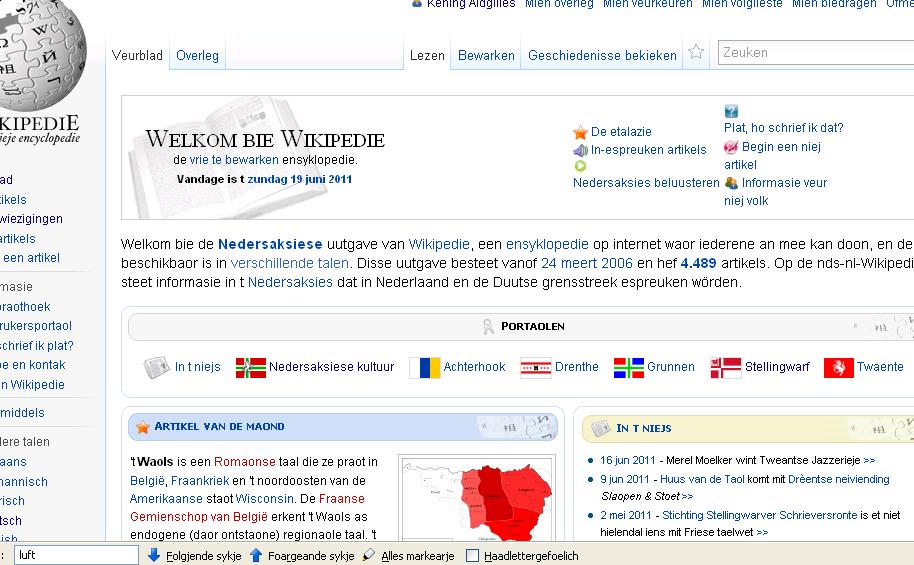 Kening Aldgilles Mien overleg Mien veurkeuren Mien volglieste Mien biedragen Ofme
Veurblad Overleg Lezen Bewarken Geschiedenisse bekieken Zeuken
KIPEDIE
ieje encyclopedie
WELKOM BIE WIKIPEDIE
de vrie te bewarken ensyklopedie.
Vandage is t zundag 19 juni 2011
De etalazie
In-espreuken artikels
Nedersaksies beluusteren
Plat, ho schrief ik dat?
Begin een niej
artikel
Informasie veur
niej volk
ad
tikels
wiezigingen
artikels
een artikel
masie
praothoek
rukersportaol
schrief ik plat?
pe en kontak
n Wikipedie
middels
dere talen
aans
mannisch
risch
tsch
lish
Welkom bie de Nedersaksiese uutgave van Wikipedie, een ensyklopedie op internet waor iederene an mee kan doon, en de
beschikbaor is in verschillende talen. Disse uutgave besteet vanof 24 meert 2006 en hef 4.489 artikels. Op de nds-nl-Wikipedi
steet informasie in t Nedersaksies dat in Nederlaand en de Duutse grensstreek espreuken wörden.
PORTAOLEN
In t niejs Nedersaksiese kultuur Achterhook Drenthe Grunnen Stellingwarf Twaente
ARTIKEL VAN DE MAOND
't Waols is een Romaonse taal die ze praot in
België, Fraankriek en 't noordoosten van de
Amerikaanse staot Wisconsin. De Fraanse
Gemienschop van België erkent 't Waols as
endogene (daor ontstaone) regionaole taal. 't
IN T NIEJS
16 jun 2011 - Merel Moelker wint Tweantse Jazzerieje >>
9 jun 2011 - Huus van de Taol komt mit Drèentse neiviending
Slaopen & Stoet >>
2 mei 2011 - Stichting Stellingwarver Schrieversronte is et niet
hielendal iens mit Friese taelwet >>
: luft Folgjende sykje Foargeande sykje Alles markearje Haadlettergefoelich